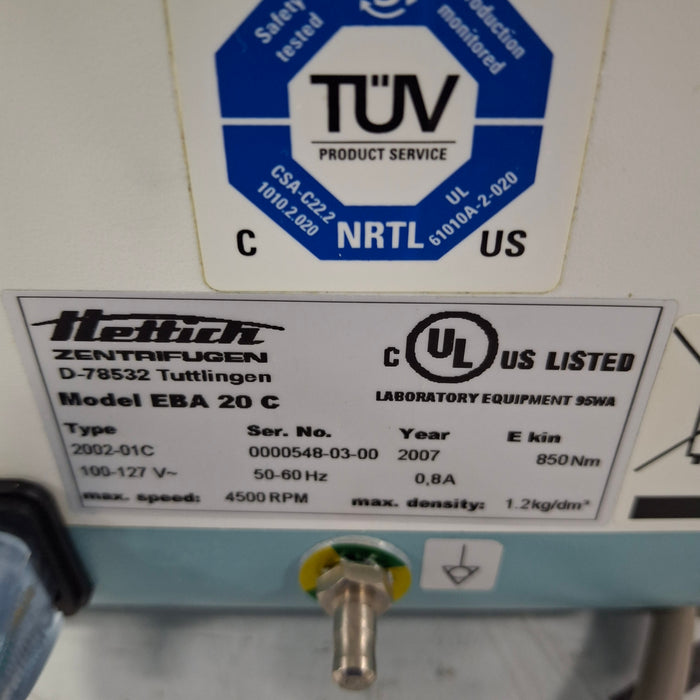 Safety
tested
Production
monitored
TÜV
PRODUCT SERVICE
CSA-C22.2
1010.2.020
UL
61010A-2-020
C
NRTL
US
Hettich
ZENTRIFUGEN
D-78532 Tuttlingen
Model EBA 20 C
C UL US LISTED
LABORATORY EQUIPMENT 95WA
Type Ser. No. Year E kin
2002-01C 0000548-03-00 2007 850 Nm
100-127 V~ 50-60 Hz 0,8A
max. speed: 4500 RPM max. density: 1.2kg/dm³